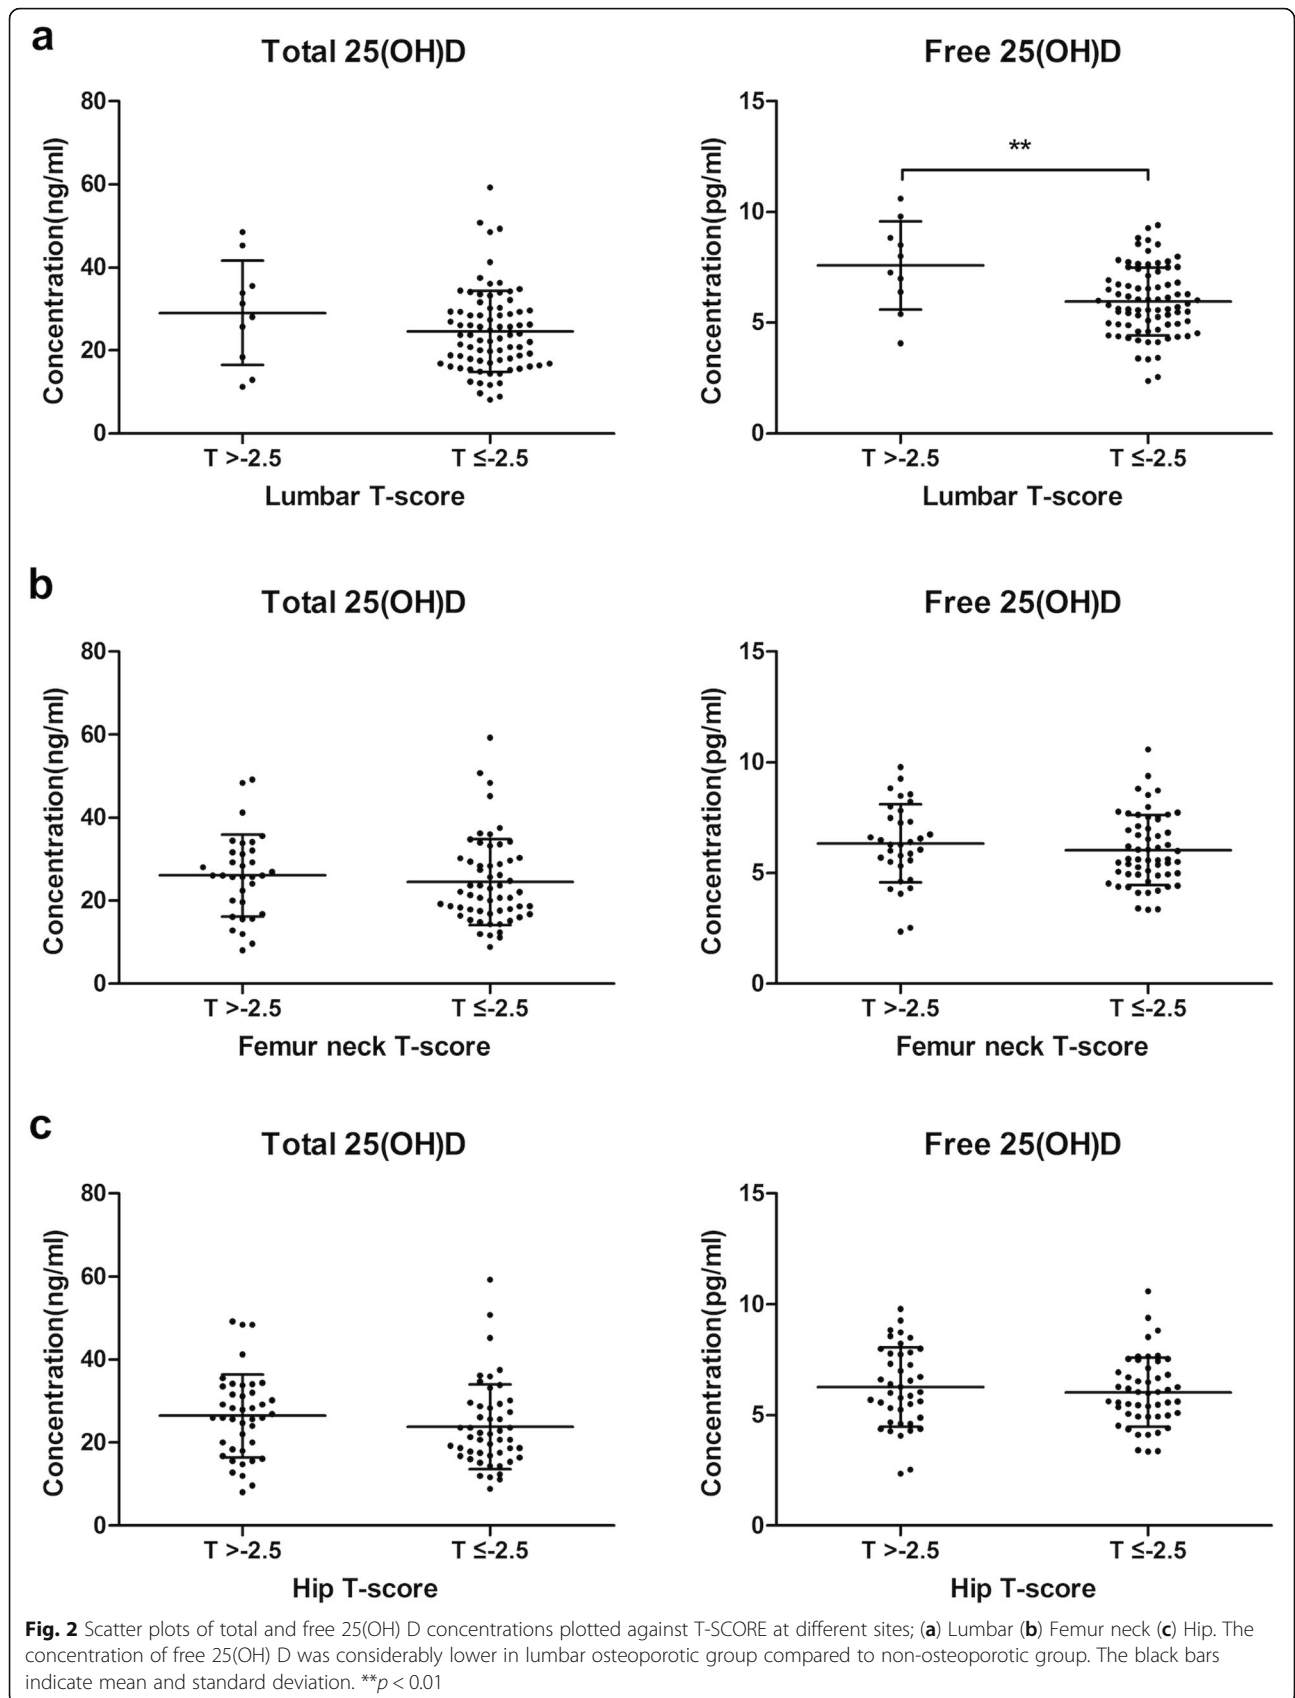 a
Total 25(OH)D
Free 25(OH)D
Concentration(ng/ml)
80
60
40
20
0
T >-2.5
T ≤-2.5
Lumbar T-score
Concentration(pg/ml)
15
10
5
0
**
T >-2.5
T ≤-2.5
Lumbar T-score
b
Total 25(OH)D
Free 25(OH)D
Concentration(ng/ml)
80
60
40
20
0
T >-2.5
T ≤-2.5
Femur neck T-score
Concentration(pg/ml)
15
10
5
0
T >-2.5
T ≤-2.5
Femur neck T-score
c
Total 25(OH)D
Free 25(OH)D
Concentration(ng/ml)
80
60
40
20
0
T >-2.5
T ≤-2.5
Hip T-score
Concentration(pg/ml)
15
10
5
0
T >-2.5
T ≤-2.5
Hip T-score
Fig. 2 Scatter plots of total and free 25(OH) D concentrations plotted against T-SCORE at different sites; (a) Lumbar (b) Femur neck (c) Hip. The
concentration of free 25(OH) D was considerably lower in lumbar osteoporotic group compared to non-osteoporotic group. The black bars
indicate mean and standard deviation. **p < 0.01